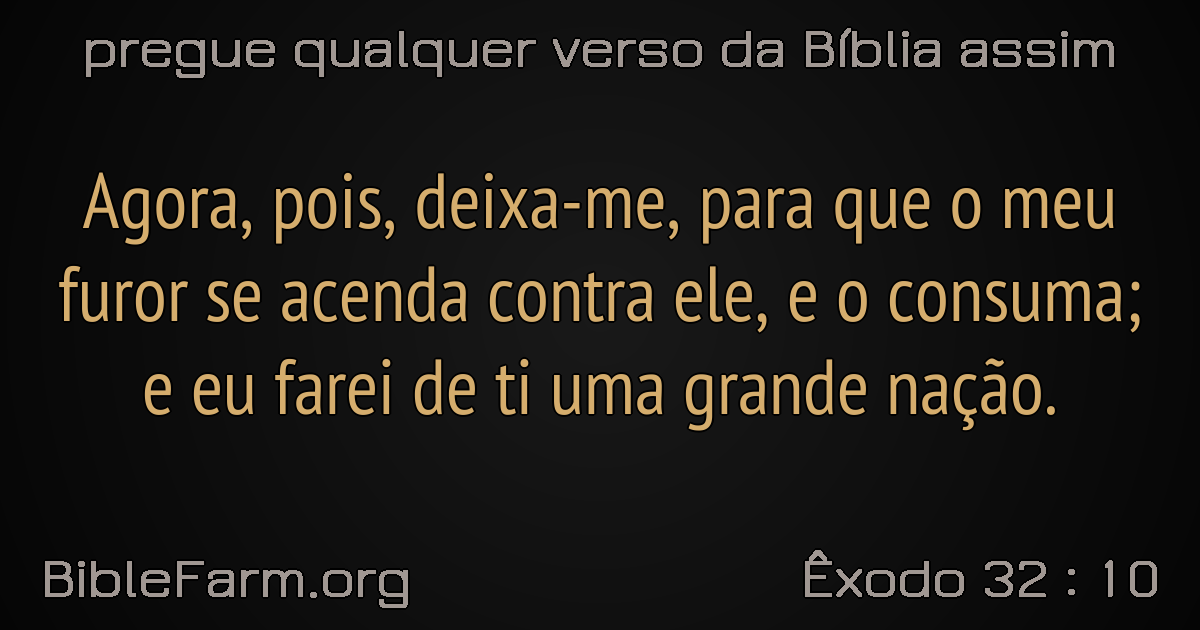 pregue qualquer verso da Bíblia assim
Agora, pois, deixa-me, para que o meu
furor se acenda contra ele, e o consuma;
e eu farei de ti uma grande nação.
BibleFarm.org
Êxodo 32 : 10